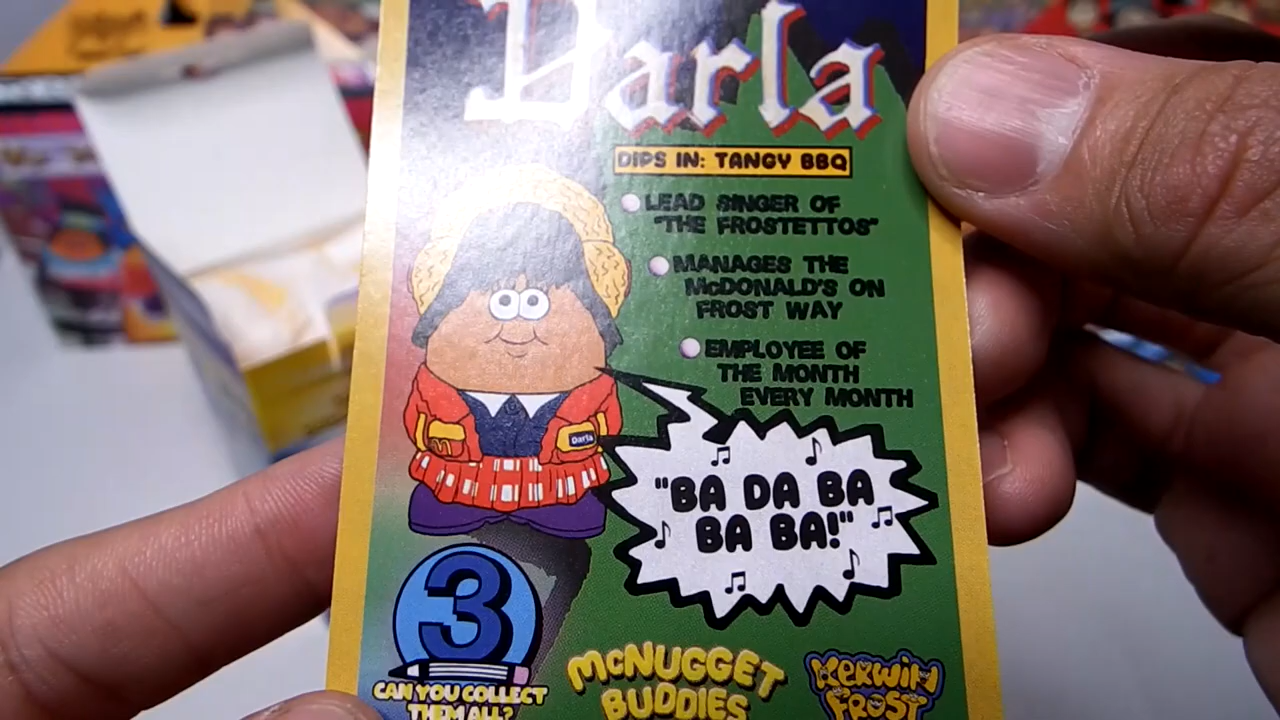 Darla
DIPS IN: TANGY BBQ
LEAD SINGER OF
"THE FROSTETTOS"
MANAGES THE
McDONALD'S ON
FROST WAY
EMPLOYEE OF
THE MONTH
EVERY MONTH
Darla
"BA DA BA
BA BA!"
3
CAN YOU COLLECT
THEM ALL?
McNUGGET
BUDDIES
KERWIN
FROST